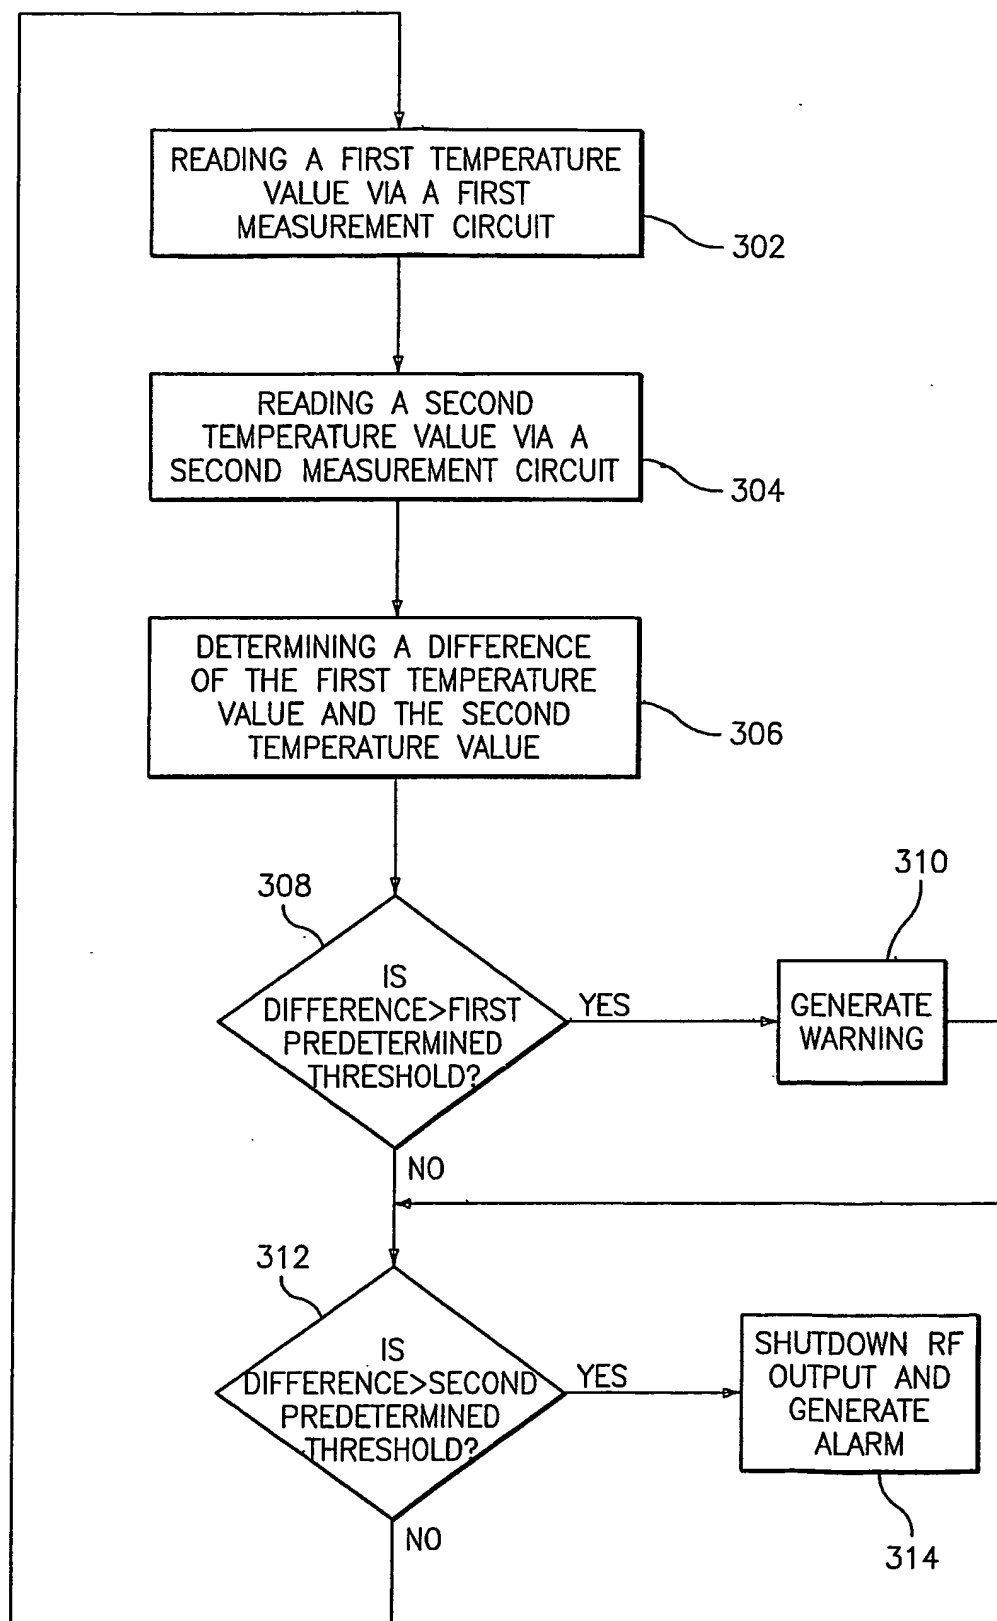 READING A FIRST TEMPERATURE
VALUE VIA A FIRST
MEASUREMENT CIRCUIT
302
READING A SECOND
TEMPERATURE VALUE VIA A
SECOND MEASUREMENT CIRCUIT
304
DETERMINING A DIFFERENCE
OF THE FIRST TEMPERATURE
VALUE AND THE SECOND
TEMPERATURE VALUE
306
308
IS
DIFFERENCE>FIRST
PREDETERMINED
THRESHOLD?
YES
310
GENERATE
WARNING
NO
312
IS
DIFFERENCE>SECOND
PREDETERMINED
THRESHOLD?
YES
SHUTDOWN RF
OUTPUT AND
GENERATE
ALARM
314
NO